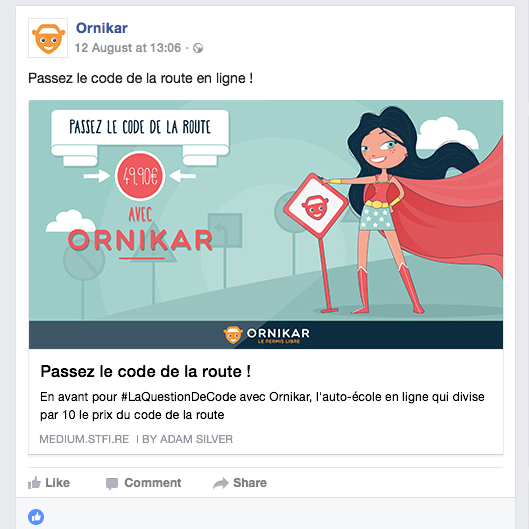 Ornikar
12 August at 13:06
Passez le code de la route en ligne !
PASSEZ LE CODE DE LA ROUTE
49,90€
AVEC
ORNIKAR
ORNIKAR
LE PERMIS LIBRE
Passez le code de la route !
En avant pour #LaQuestionDeCode avec Ornikar, l'auto-école en ligne qui divise
par 10 le prix du code de la route
MEDIUM.STFI.RE | BY ADAM SILVER
Like Comment Share